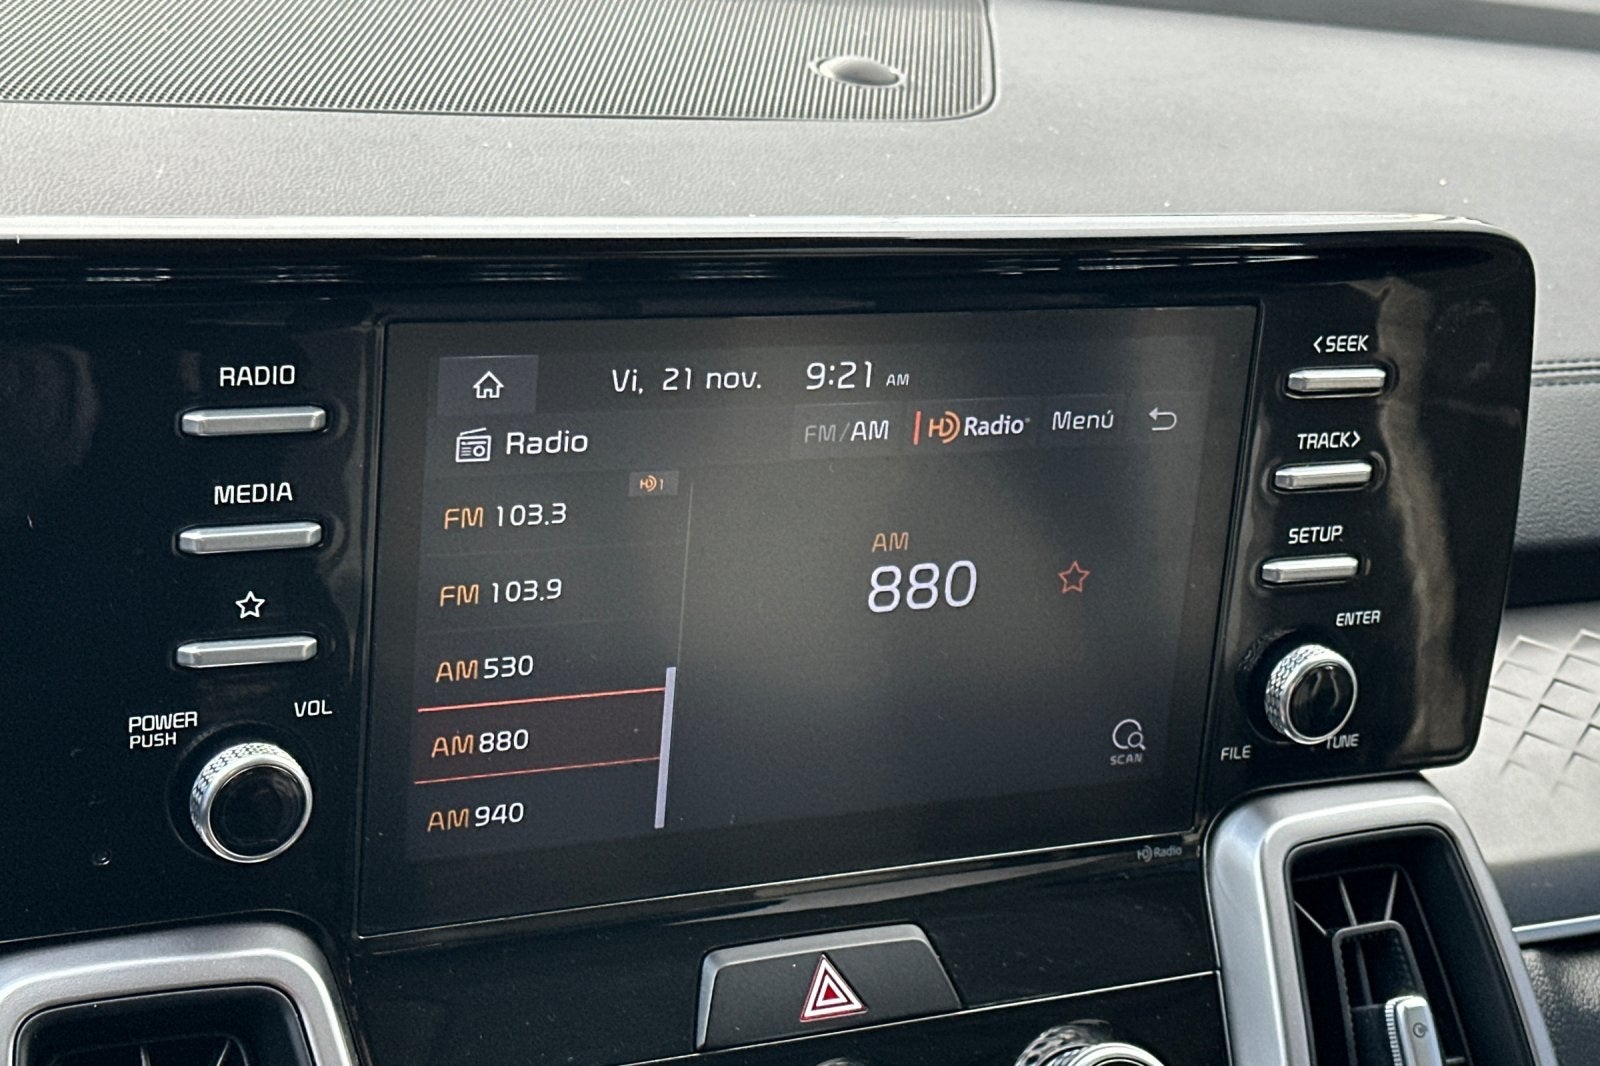 RADIO
MEDIA
POWER
PUSH
VOL
Vi, 21 nov. 9:21 AM
Radio
FM/AM HD Radio Menú
HD 1
FM 103.3
FM 103.9
AM 530
AM 880
AM 940
AM
880
SCAN
HD Radio
<SEEK
TRACK>
SETUP
ENTER
FILE
TUNE